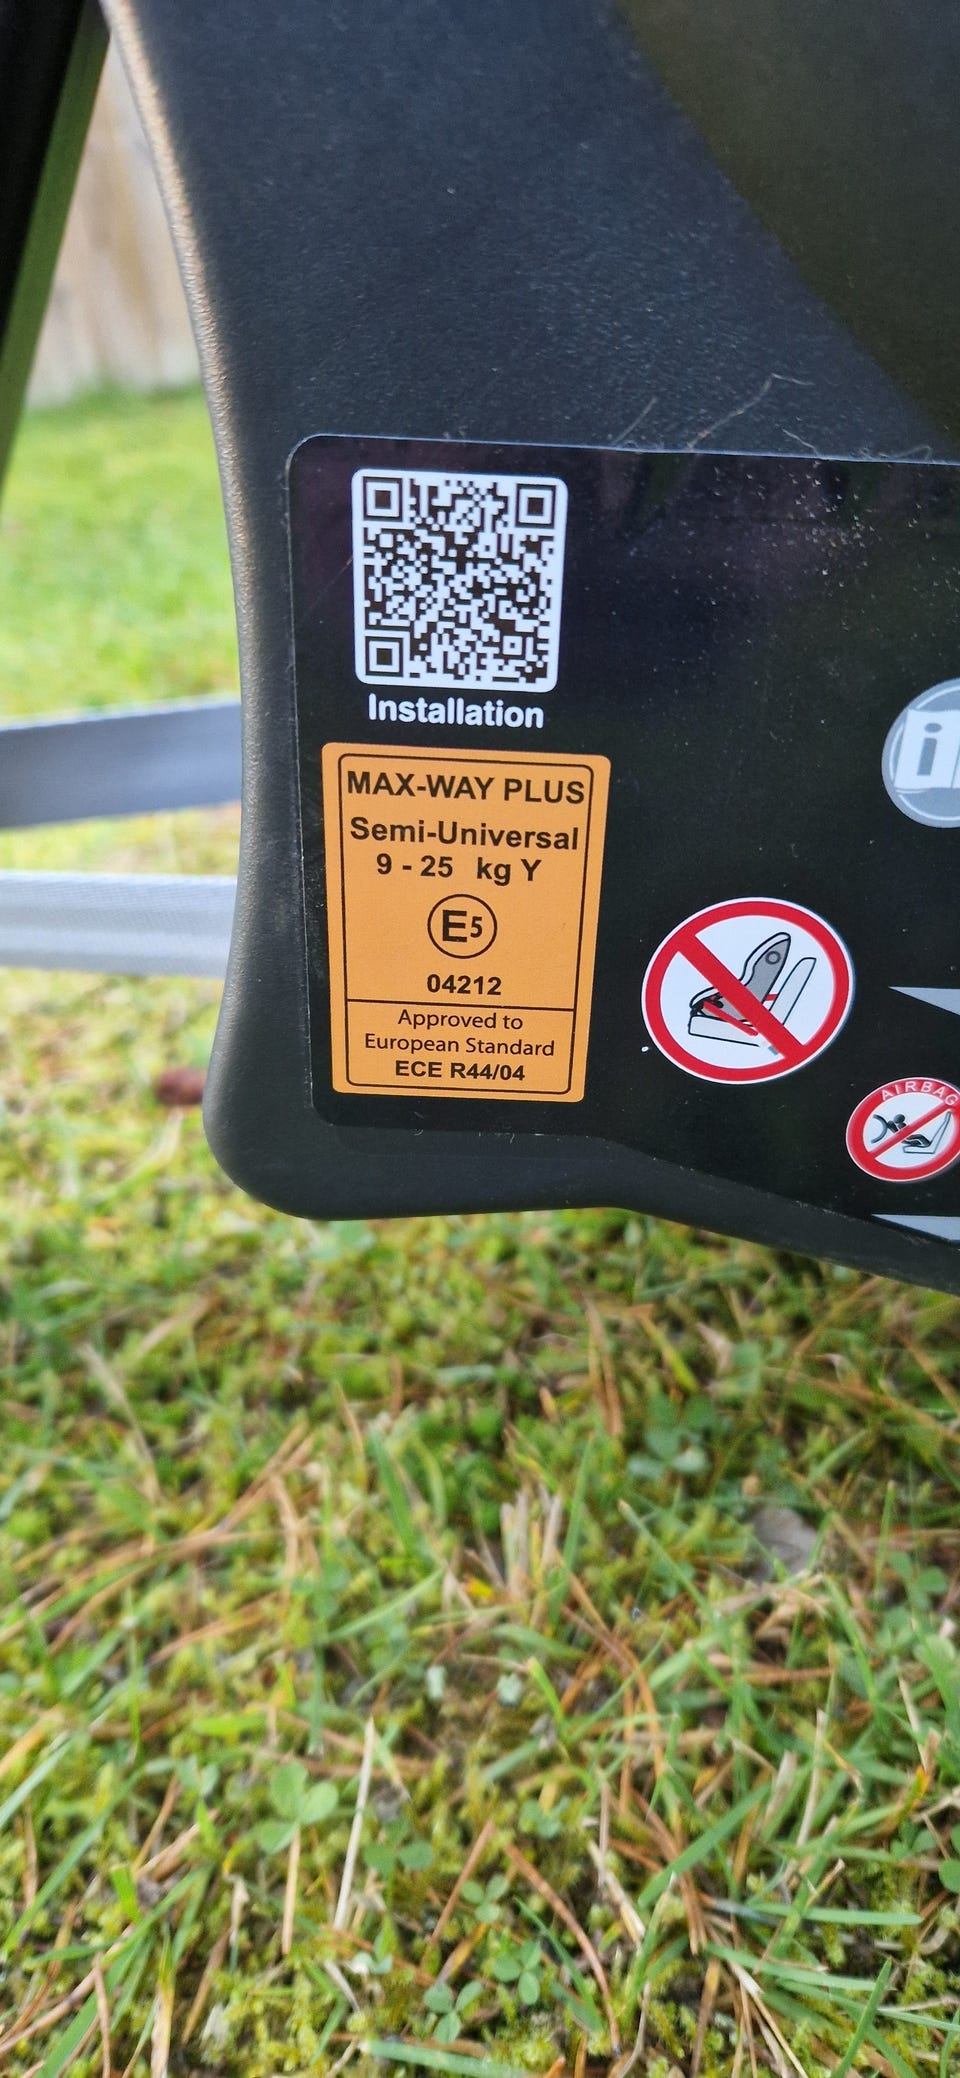 Installation
MAX-WAY PLUS
Semi-Universal
9 - 25 kg Y
E5
04212
Approved to
European Standard
ECE R44/04
i
AIRBAG